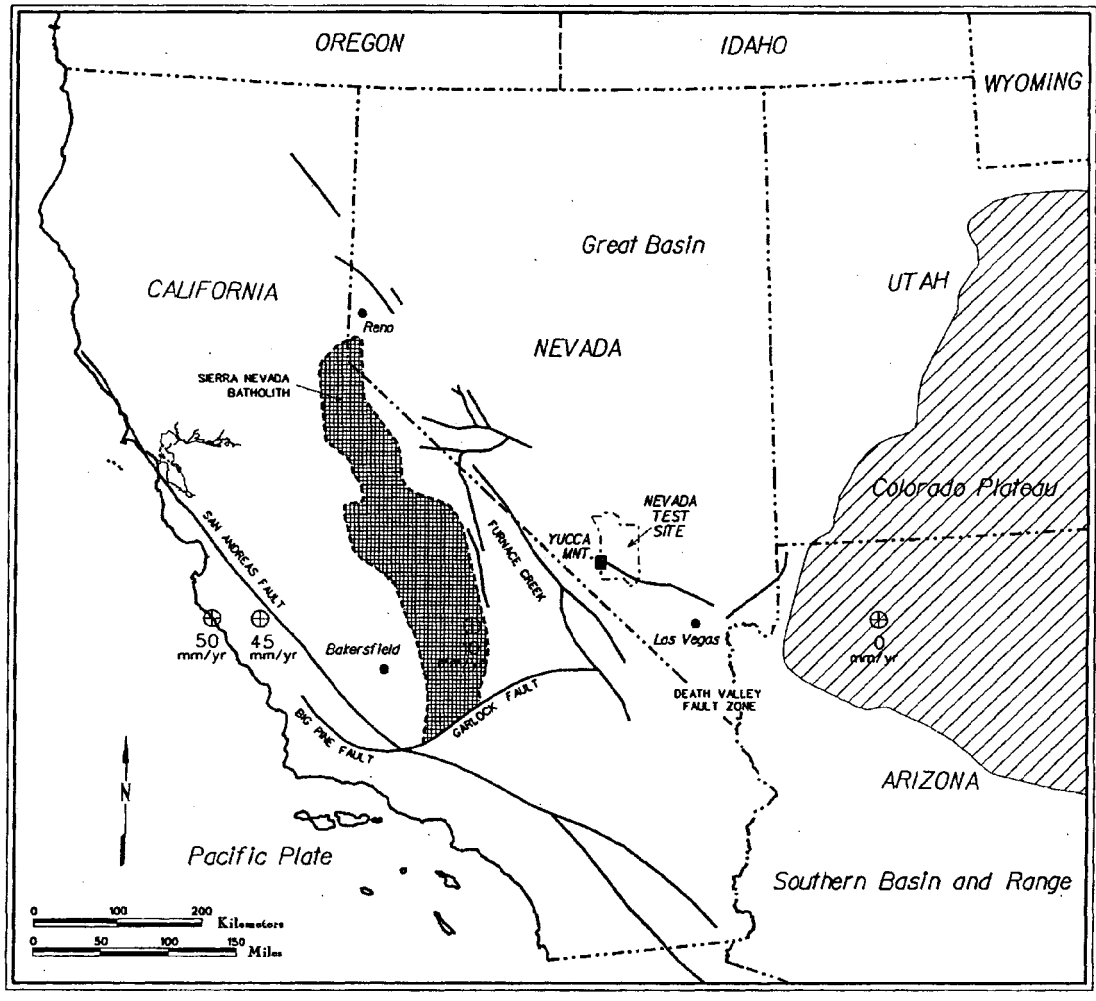 OREGON
IDAHO
WYOMING
Great Basin
UTAH
CALIFORNIA
Reno
NEVADA
SIERRA NEVADA
BATHOLITH
Colorado Plateau
NEVADA
TEST
SITE
YUCCA
MNT.
SAN ANDREAS FAULT
FURNACE CREEK
50
mm/yr
45
mm/yr
mm/yr
0
mm/yr
Las Vegas
Bakersfield
DEATH VALLEY
FAULT ZONE
GARLOCK FAULT
BIG PINE FAULT
ARIZONA
N
Pacific Plate
Southern Basin and Range
0 100 200 Kilometers
0 50 100 150 Miles